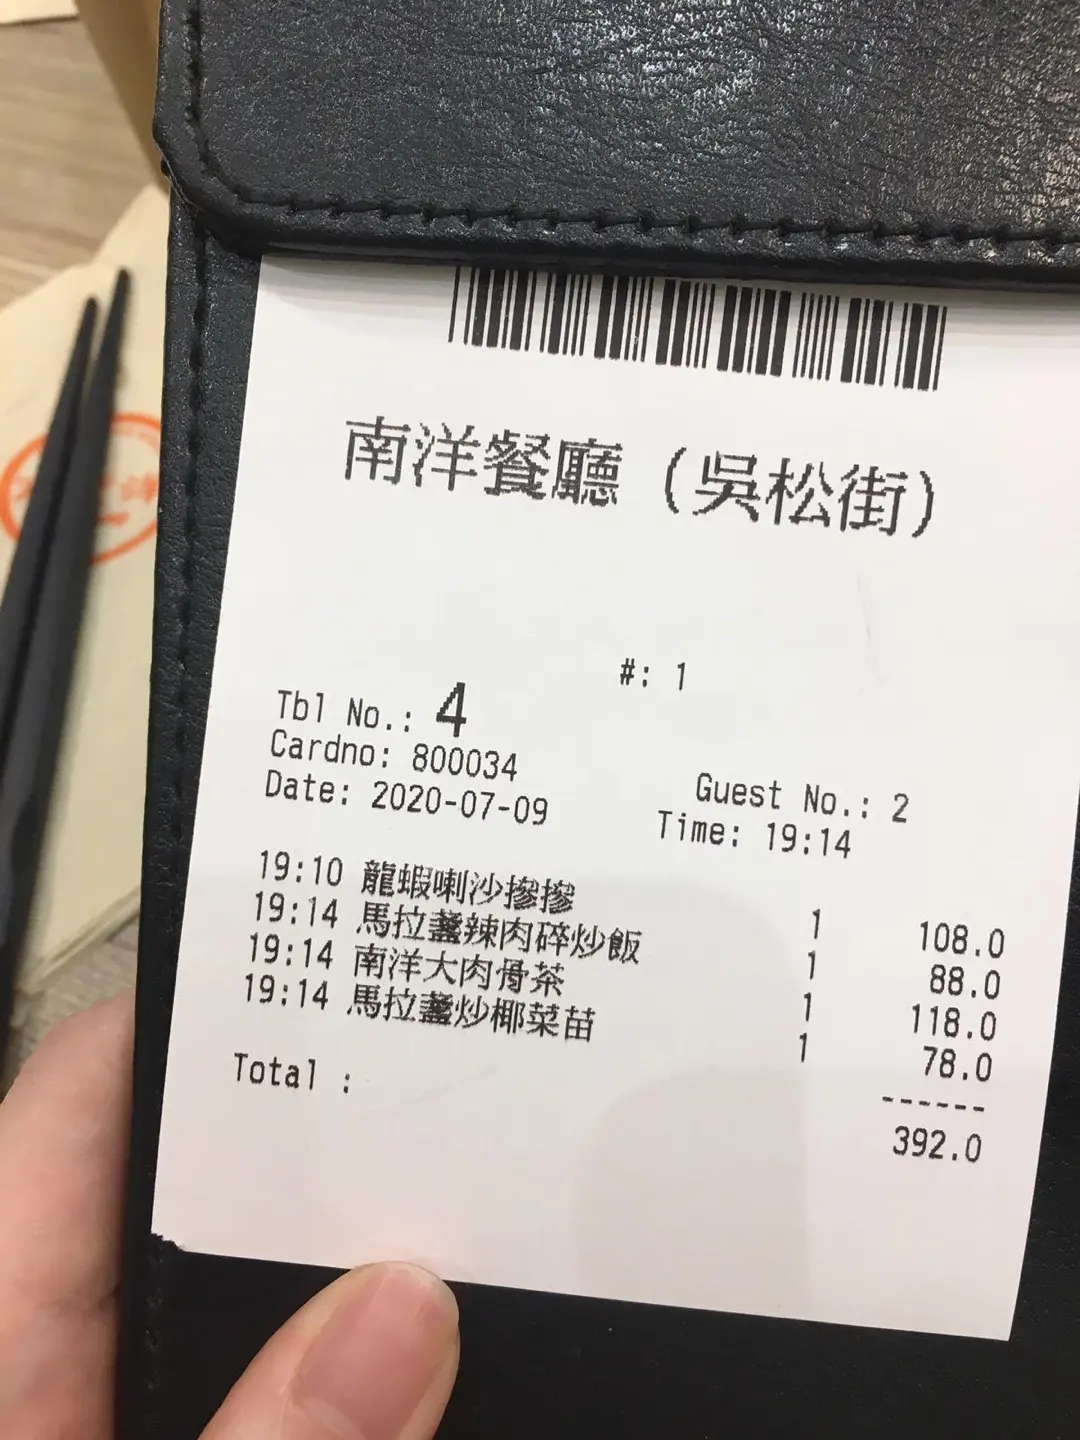 南洋餐廳（吳松街）
#: 1
Tbl No.: 4
Cardno: 800034
Guest No.: 2
Date: 2020-07-09
Time: 19:14
19:10 龍蝦喇沙摻摻 1 108.0
19:14 馬拉盞辣肉碎炒飯 1 88.0
19:14 南洋大肉骨茶 1 118.0
19:14 馬拉盞炒椰菜苗 1 78.0
------
Total : 392.0